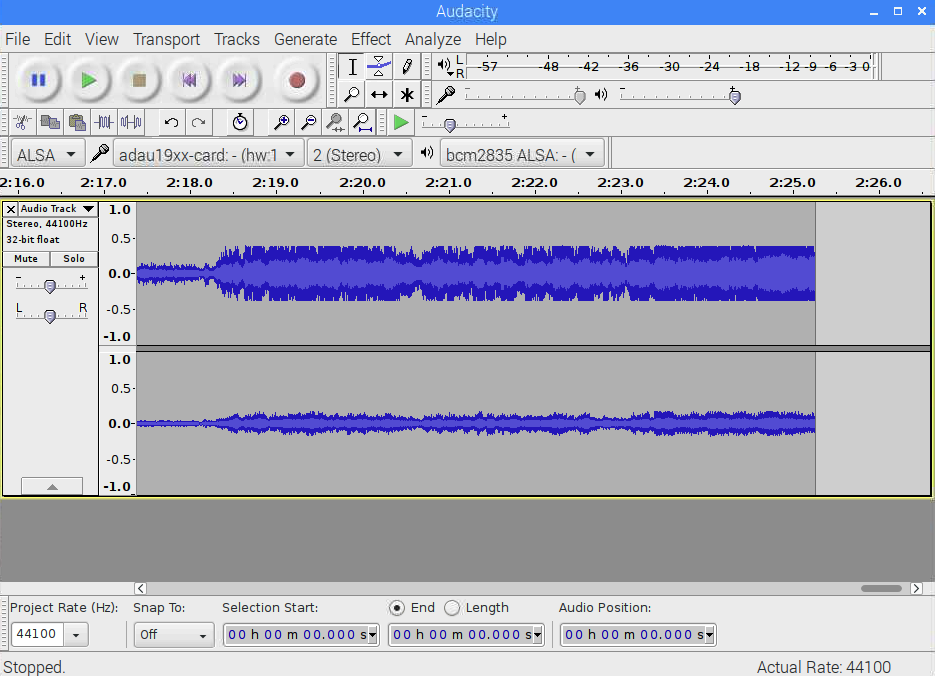 Audacity
File Edit View Transport Tracks Generate Effect Analyze Help
L
R
-57 -48 -42 -36 -30 -24 -18 -12 -9 -6 -3 0
ALSA adau19xx-card: - (hw:1 2 (Stereo) bcm2835 ALSA: - (
2:16.0 2:17.0 2:18.0 2:19.0 2:20.0 2:21.0 2:22.0 2:23.0 2:24.0 2:25.0 2:26.0
X Audio Track
Stereo, 44100Hz
32-bit float
Mute Solo
- +
L R
1.0
0.5-
0.0-
-0.5-
-1.0
1.0
0.5-
0.0-
-0.5-
-1.0
Project Rate (Hz): Snap To: Selection Start: End Length Audio Position:
44100 Off 00 h 00 m 00.000 s 00 h 00 m 00.000 s 00 h 00 m 00.000 s
Stopped. Actual Rate: 44100